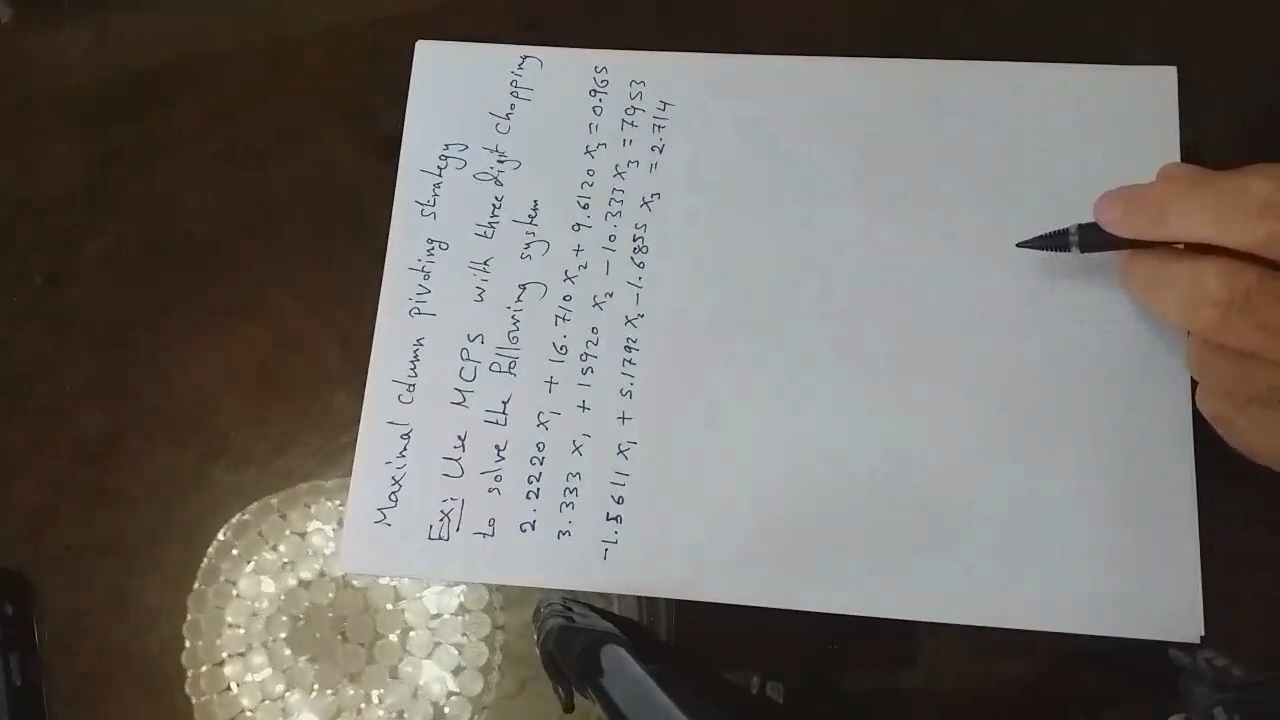 Maximal column pivoting strategy
Ex: Use MCPS with three digit chopping
to solve the following system
2.2220 x₁ + 16.710 x₂ + 9.6120 x₃ = 0.965
3.333 x₁ + 15920 x₂ - 10.333 x₃ = 7953
-1.5611 x₁ + 5.1792 x₂ - 1.6855 x₃ = 2.714